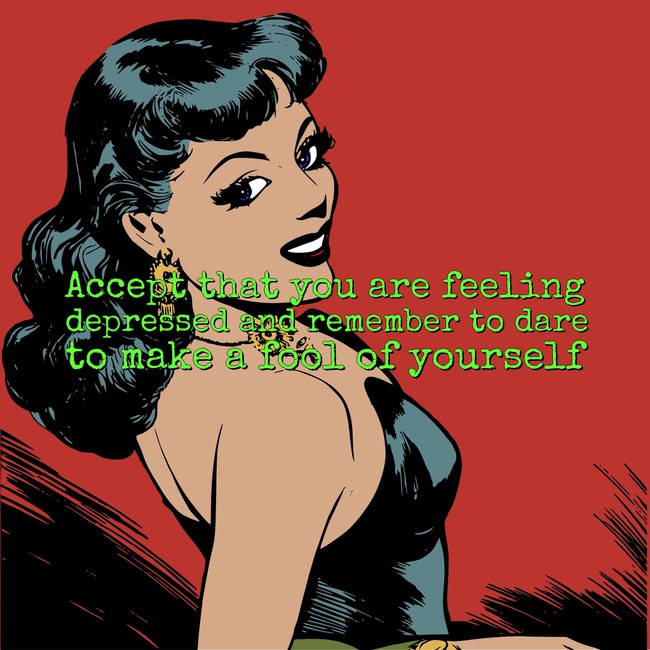 Accept that you are feeling
depressed and remember to dare
to make a fool of yourself